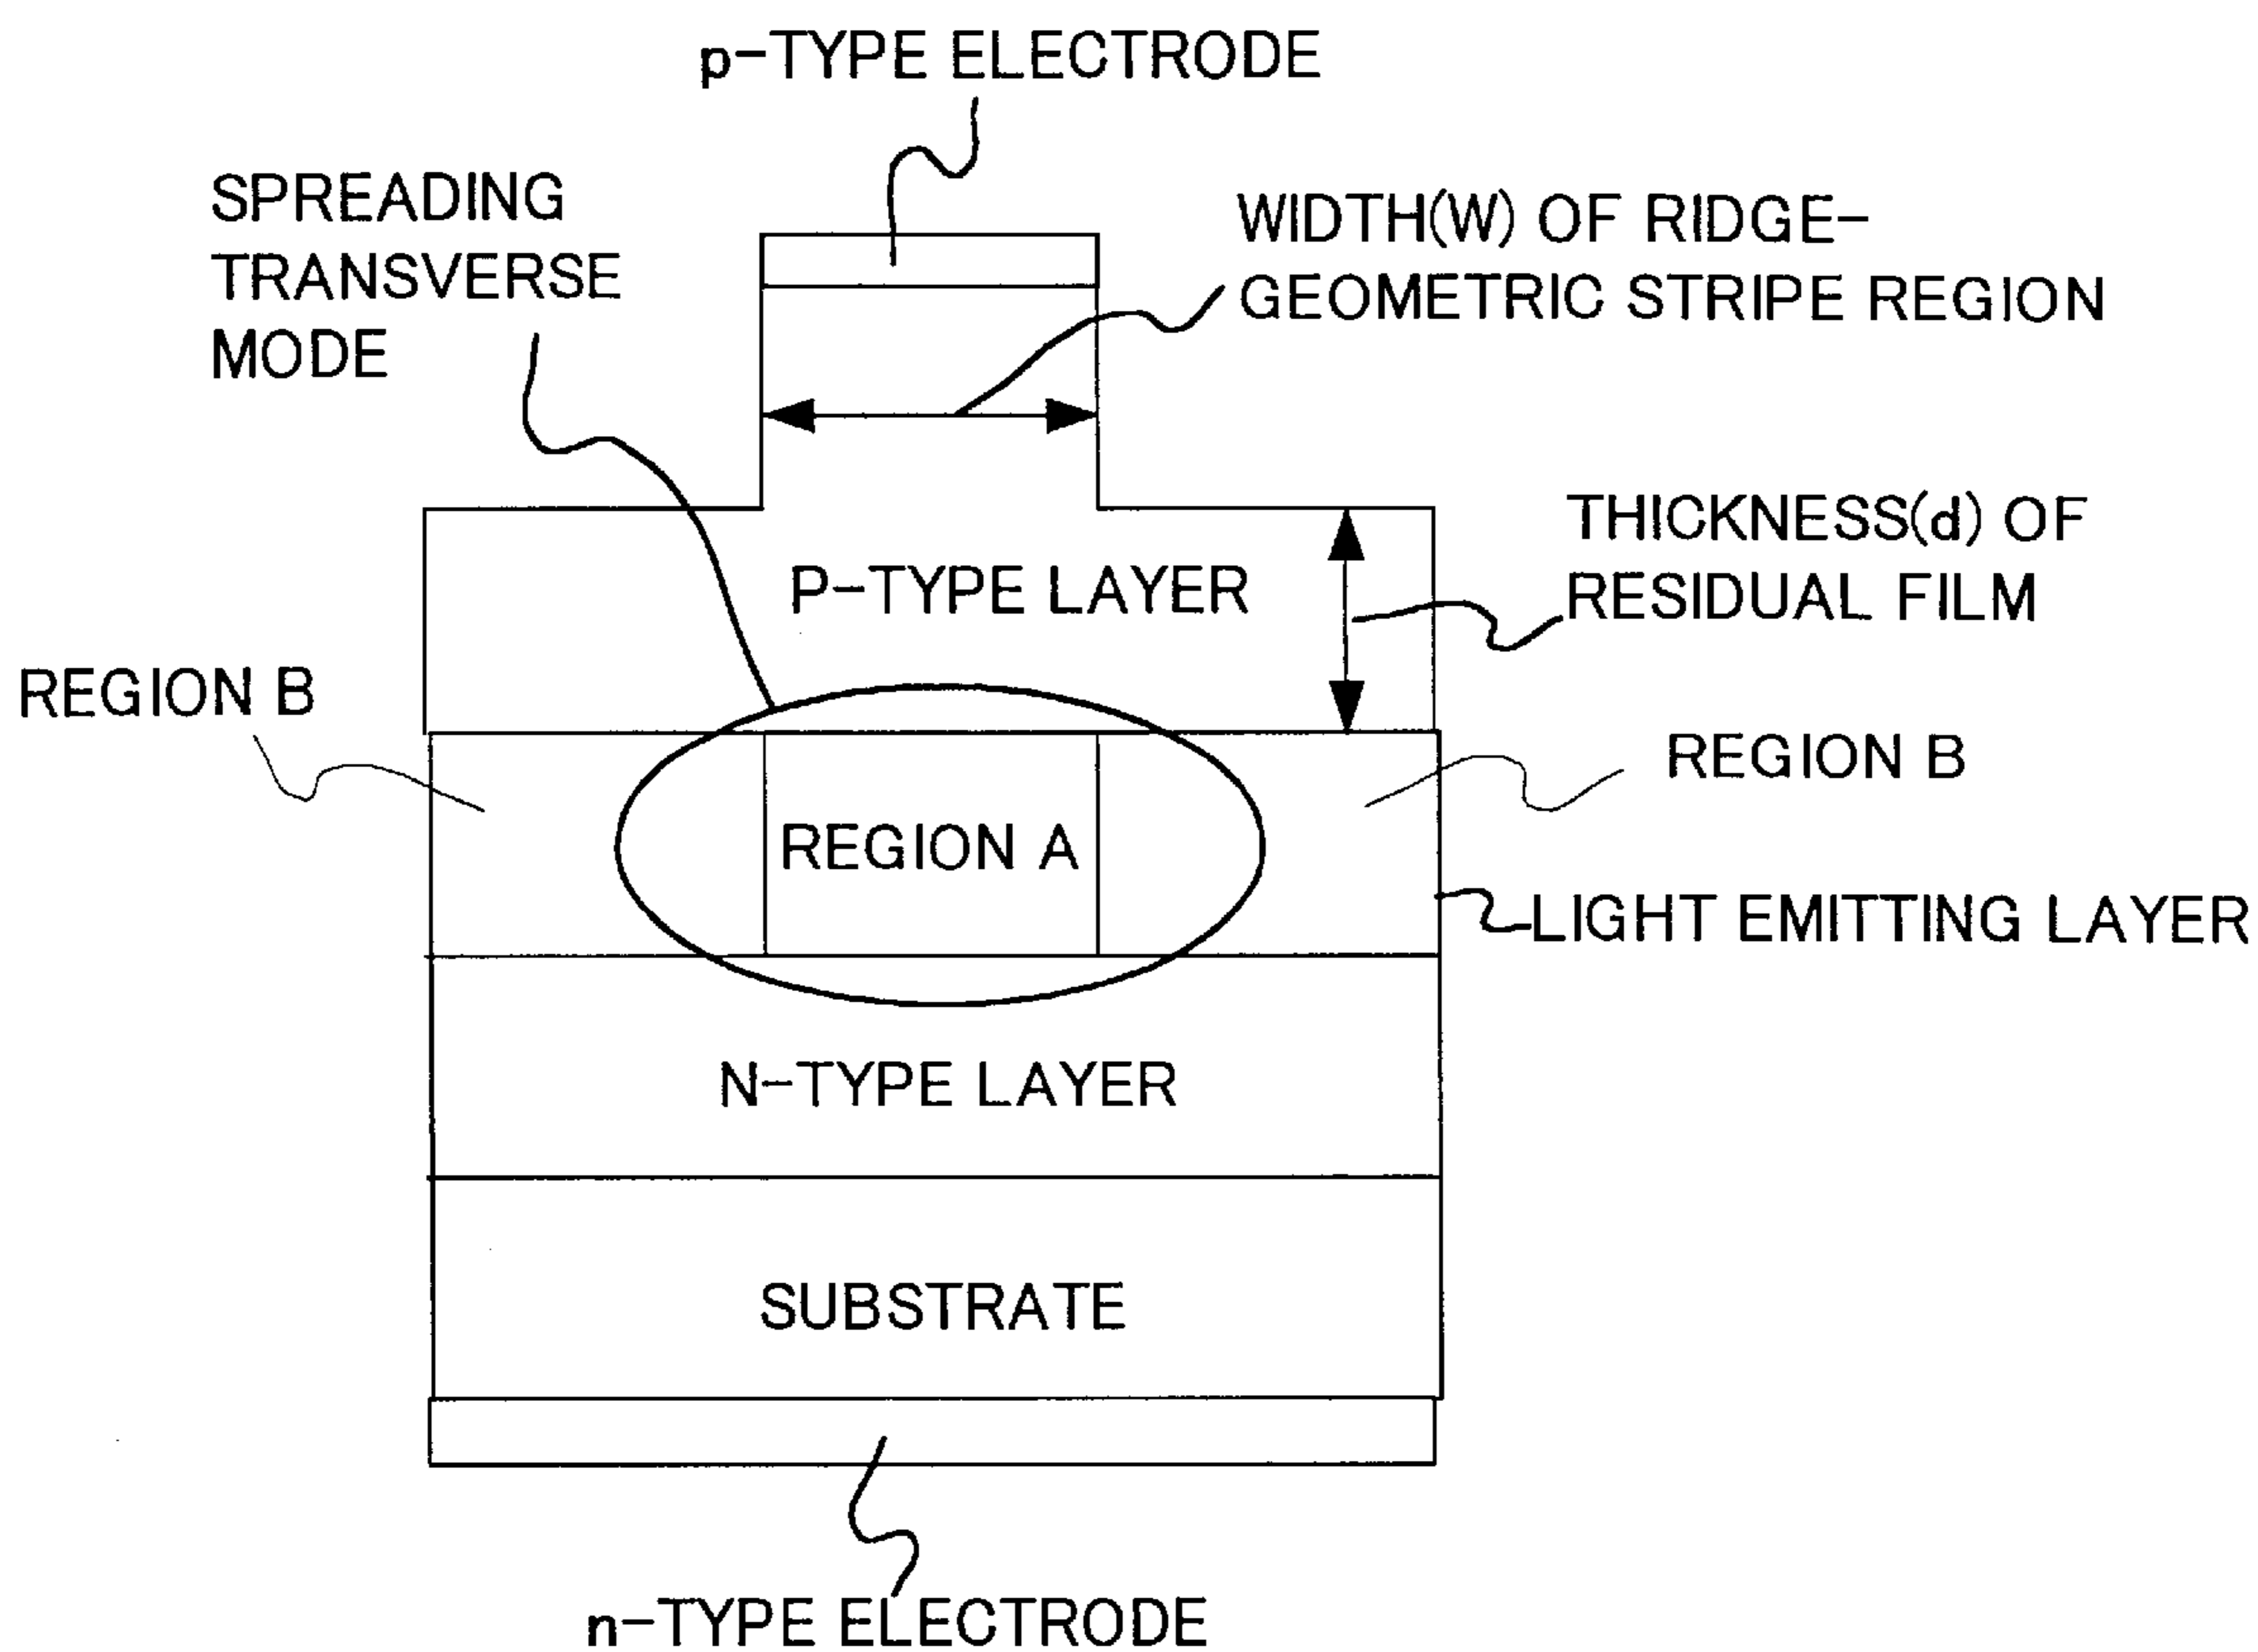 p-TYPE ELECTRODE
SPREADING
TRANSVERSE
MODE
WIDTH(W) OF RIDGE-
GEOMETRIC STRIPE REGION
THICKNESS(d) OF
RESIDUAL FILM
P-TYPE LAYER
REGION B
REGION B
REGION A
LIGHT EMITTING LAYER
N-TYPE LAYER
SUBSTRATE
n-TYPE ELECTRODE